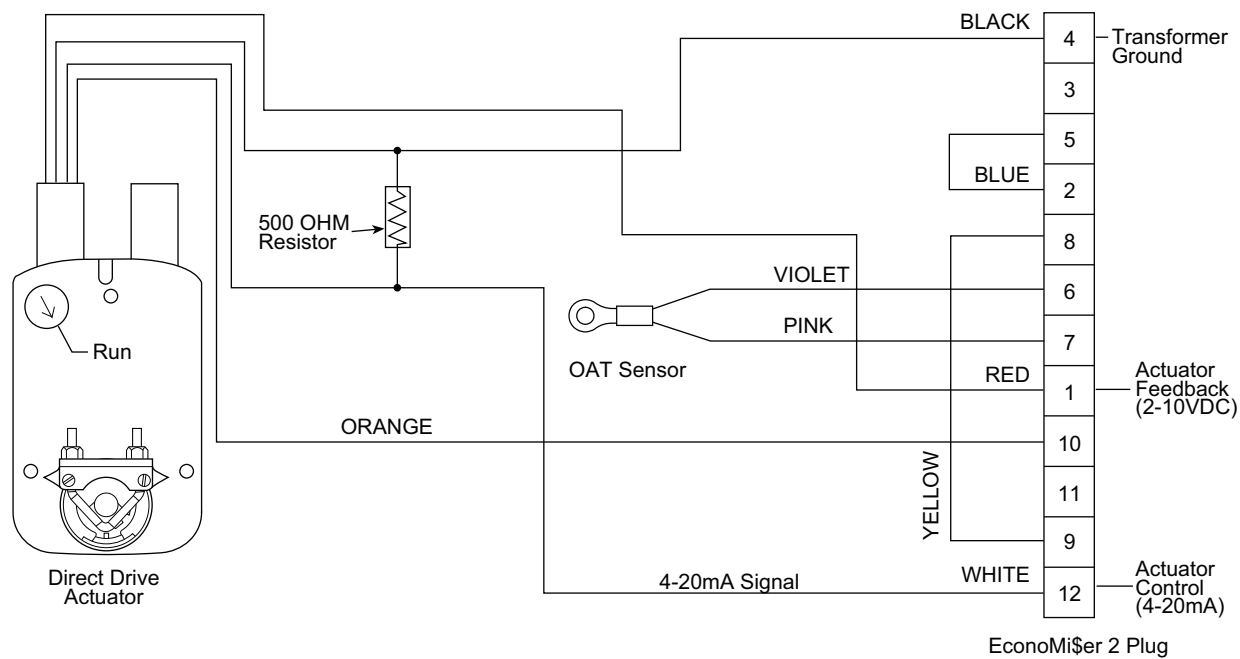 BLACK
4
Transformer
Ground
3
5
BLUE
2
500 OHM
Resistor
8
VIOLET
6
PINK
7
Run
OAT Sensor
RED
1
Actuator
Feedback
(2-10VDC)
ORANGE
10
YELLOW
11
9
Direct Drive
Actuator
4-20mA Signal
WHITE
12
Actuator
Control
(4-20mA)
EconoMi$er 2 Plug